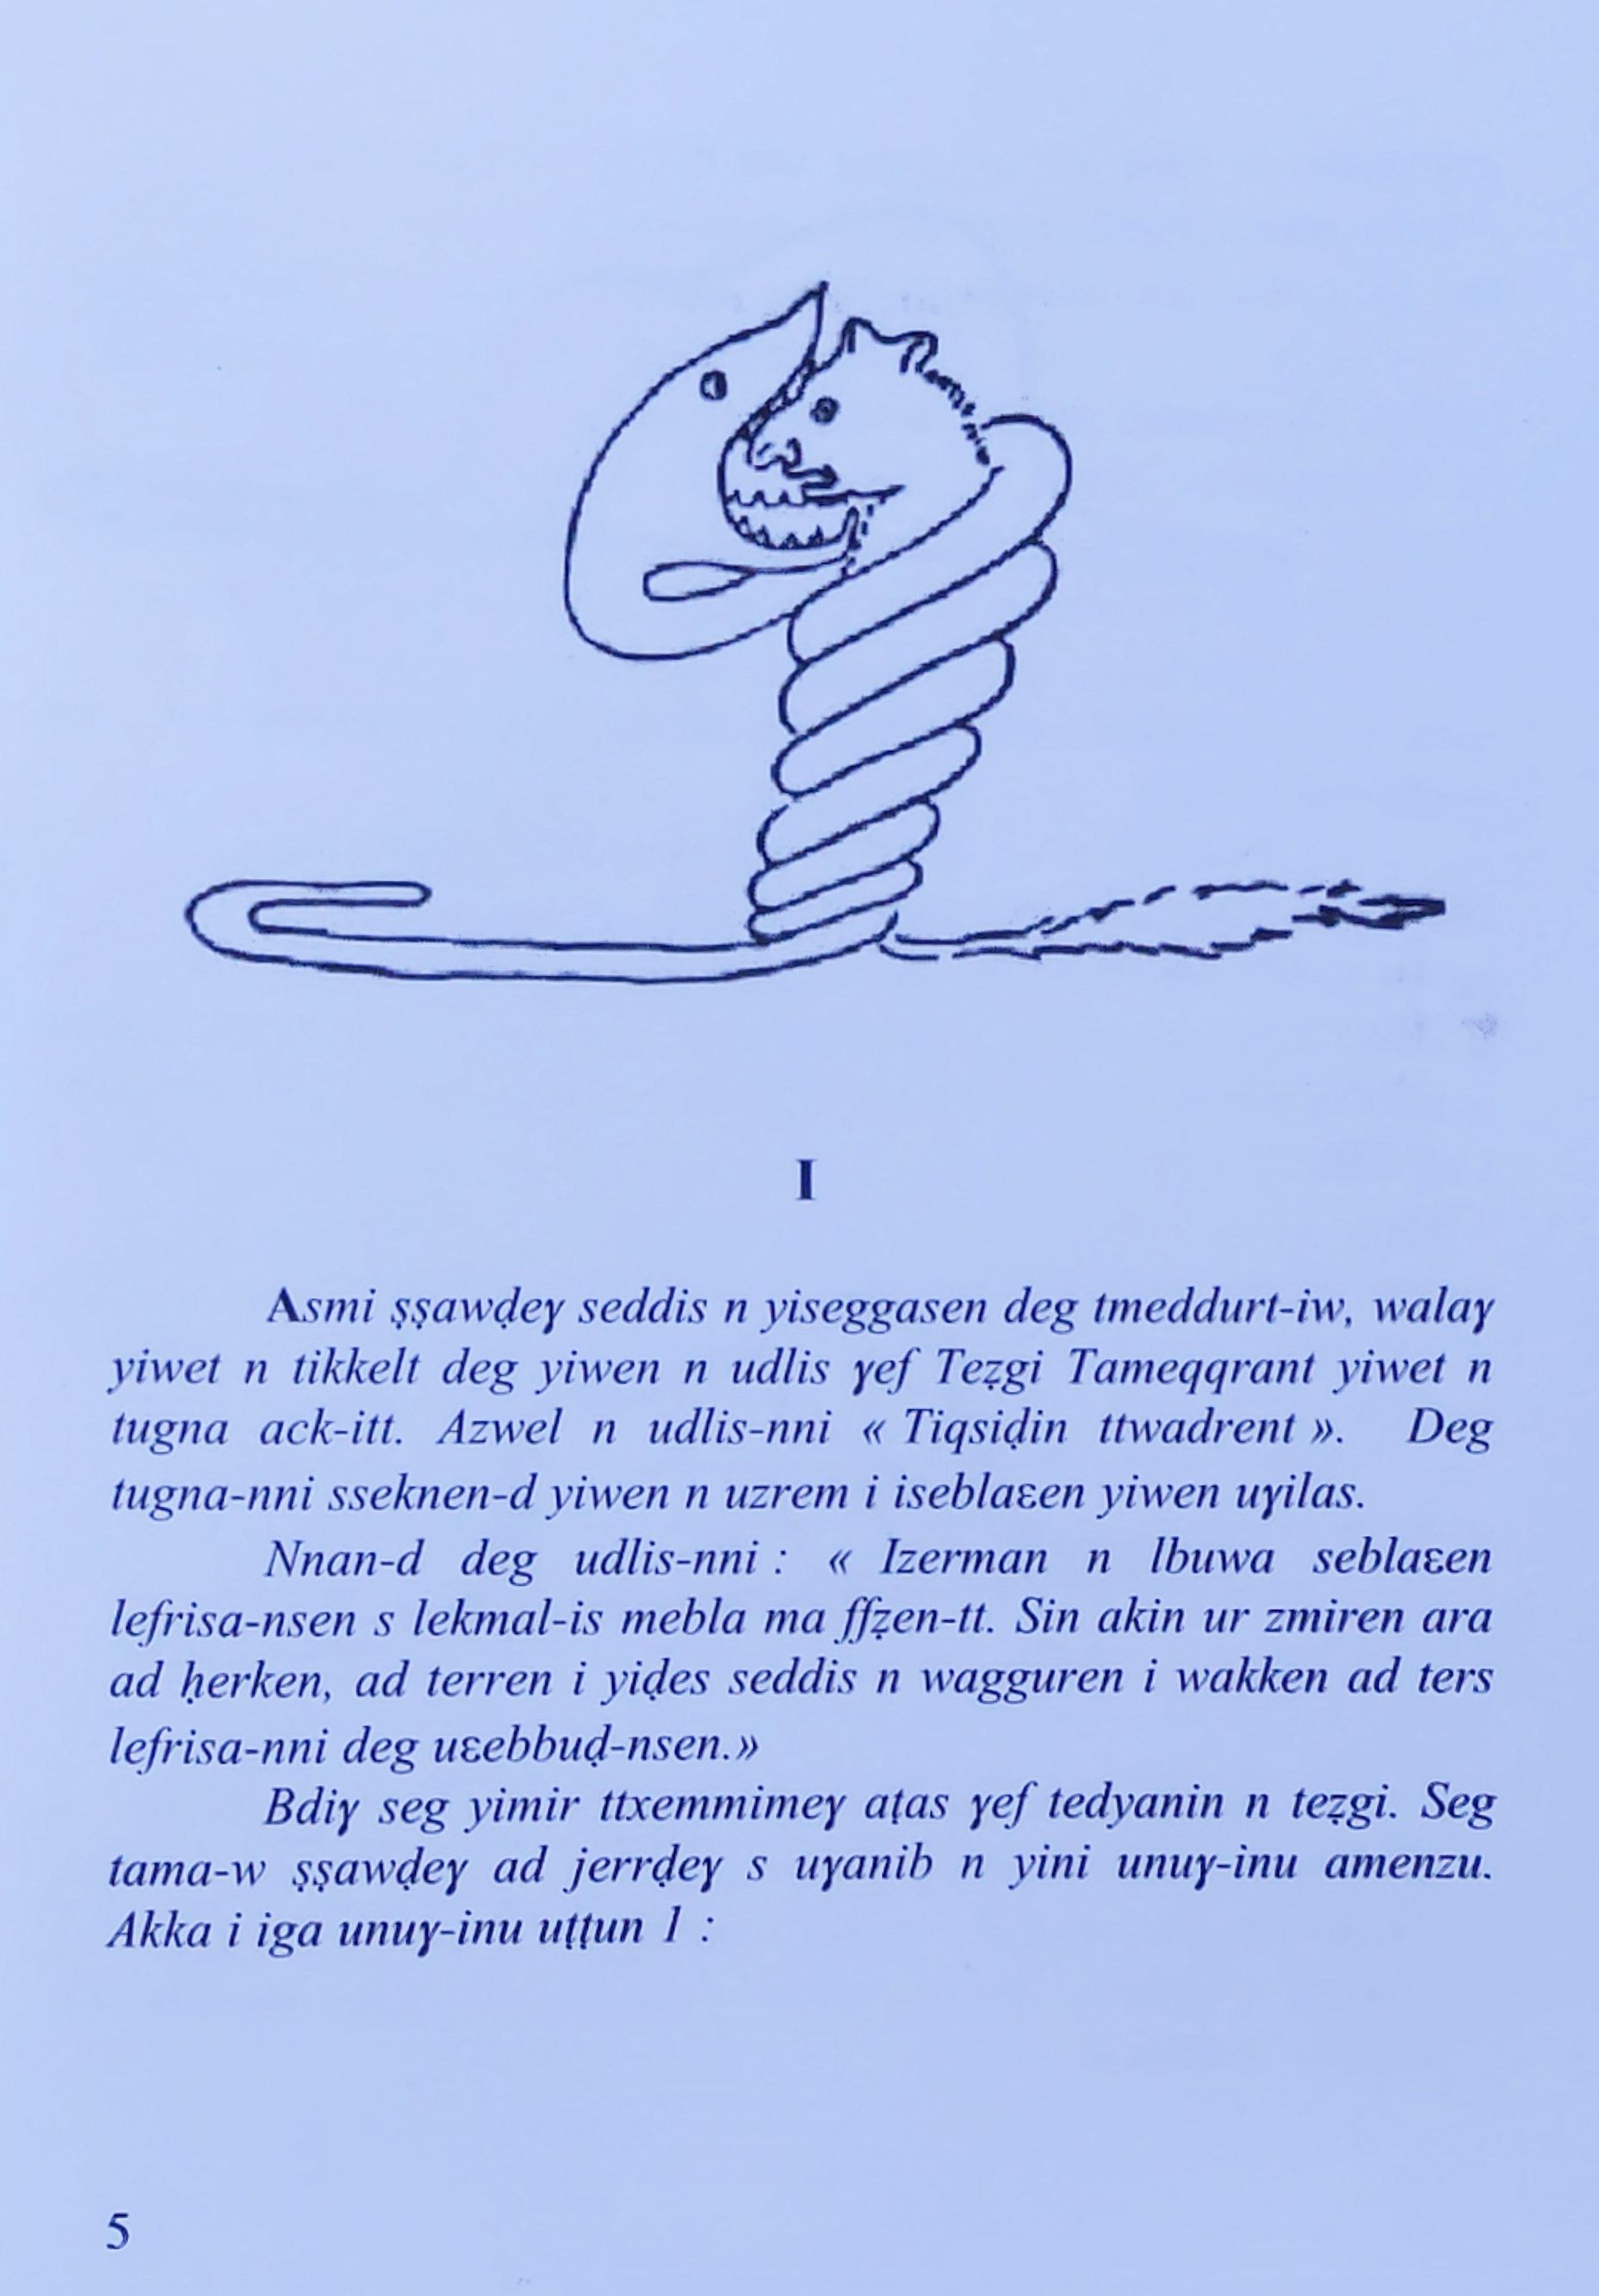 I
Asmi ṣṣawḍeɣ seddis n yiseggasen deg tmeddurt-iw, walaɣ
yiwet n tikkelt deg yiwen n udlis ɣef Teẓgi Tameqqrant yiwet n
tugna ack-itt. Azwel n udlis-nni « Tiqsiḍin ttwadrent ». Deg
tugna-nni sseknen-d yiwen n uzrem i iseblaɛen yiwen uɣilas.
Nnan-d deg udlis-nni : « Izerman n lbuwa seblaɛen
lefrisa-nsen s lekmal-is mebla ma ffẓen-tt. Sin akin ur zmiren ara
ad ḥerken, ad terren i yiḍes seddis n wagguren i wakken ad ters
lefrisa-nni deg uɛebbuḍ-nsen.»
Bdiɣ seg yimir ttxemmimeɣ aṭas ɣef tedyanin n teẓgi. Seg
tama-w ṣṣawḍeɣ ad jerrḍeɣ s uɣanib n yini unuɣ-inu amenzu.
Akka i iga unuɣ-inu uṭṭun 1 :
5